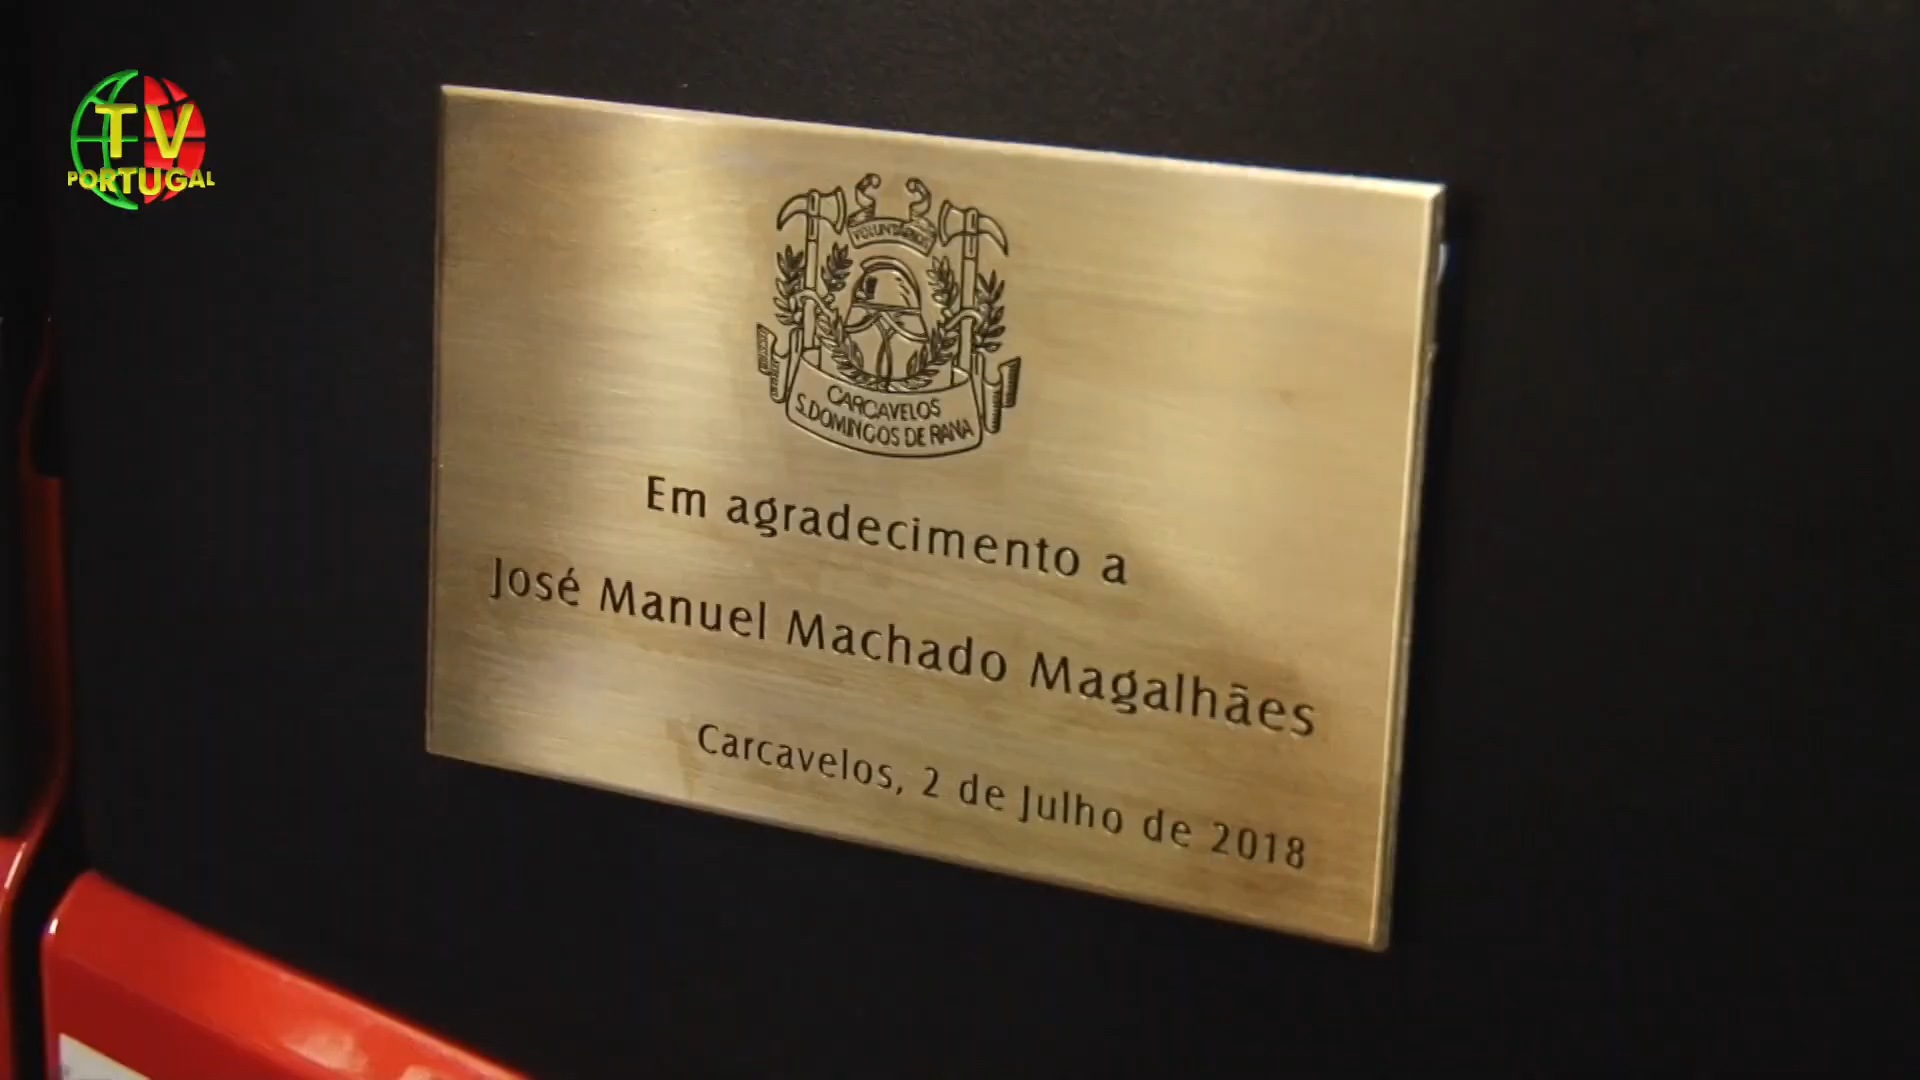 TV
PORTUGAL
VOLUNTÁRIOS
CARCAVELOS
S. DOMINGOS DE RANA
Em agradecimento a
José Manuel Machado Magalhães
Carcavelos, 2 de Julho de 2018